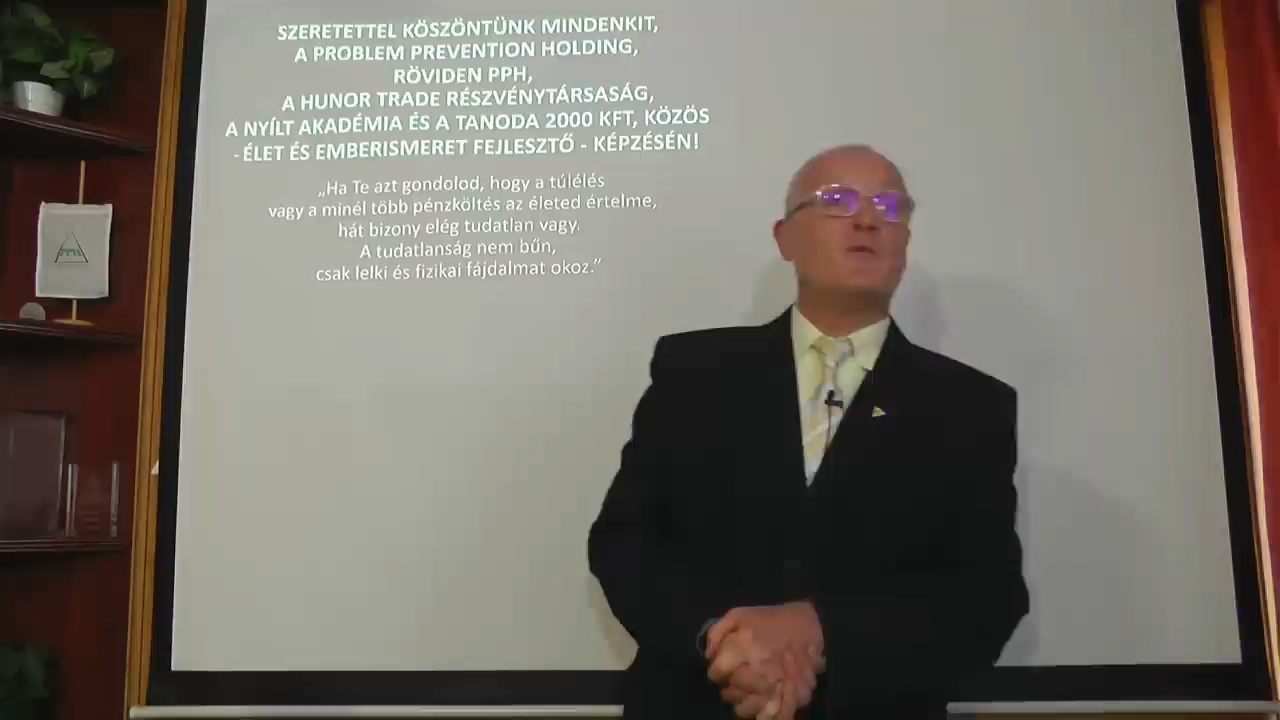 SZERETETTEL KÖSZÖNTÜNK MINDENKIT,
A PROBLEM PREVENTION HOLDING,
RÖVIDEN PPH,
A HUNOR TRADE RÉSZVÉNYTÁRSASÁG,
A NYÍLT AKADÉMIA ÉS A TANODA 2000 KFT, KÖZÖS
- ÉLET ÉS EMBERISMERET FEJLESZTŐ - KÉPZÉSÉN!
„Ha Te azt gondolod, hogy a túlélés
vagy a minél több pénzköltés az életed értelme,
hát bizony elég tudatlan vagy.
A tudatlanság nem bűn,
csak lelki és fizikai fájdalmat okoz.”